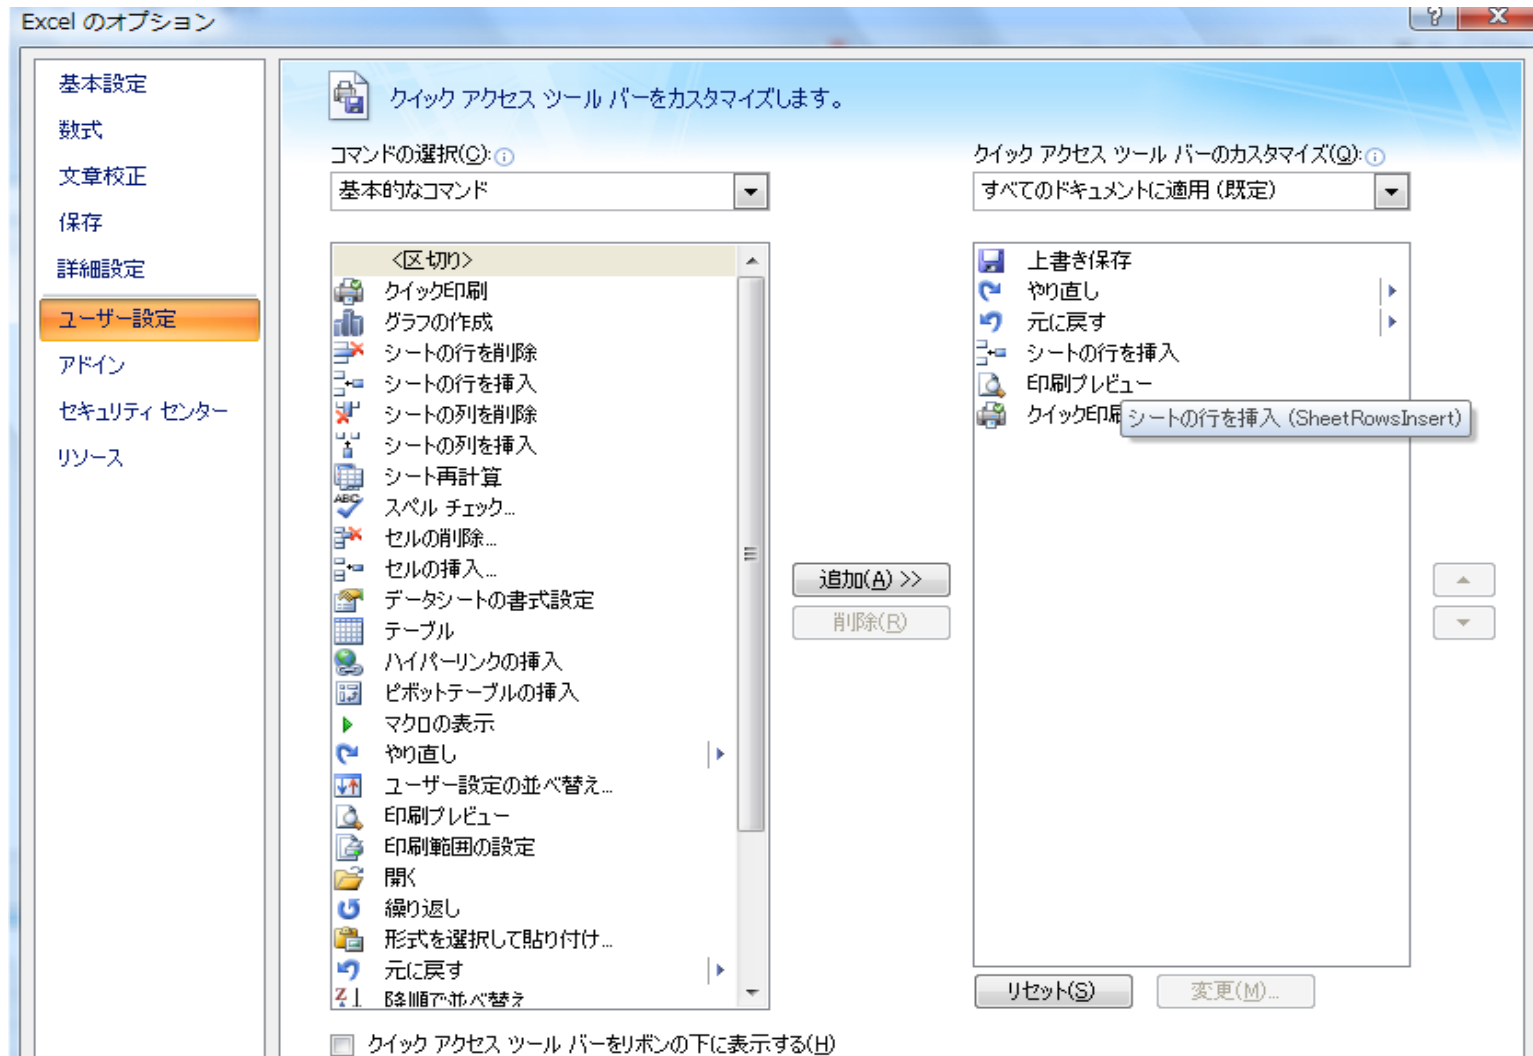 Excel のオプション
基本設定
数式
文章校正
保存
詳細設定
ユーザー設定
アドイン
セキュリティ センター
リソース
クイック アクセス ツール バーをカスタマイズします。
コマンドの選択(C):
基本的なコマンド
<区切り>
クイック印刷
グラフの作成
シートの行を削除
シートの行を挿入
シートの列を削除
シートの列を挿入
シート再計算
スペル チェック...
セルの削除...
セルの挿入...
データシートの書式設定
テーブル
ハイパーリンクの挿入
ピボットテーブルの挿入
マクロの表示
やり直し
ユーザー設定の並べ替え...
印刷プレビュー
印刷範囲の設定
開く
繰り返し
形式を選択して貼り付け...
元に戻す
降順で並べ替え
追加(A) >>
削除(R)
クイック アクセス ツール バーのカスタマイズ(Q):
すべてのドキュメントに適用 (既定)
上書き保存
やり直し
元に戻す
シートの行を挿入
印刷プレビュー
クイック印刷
シートの行を挿入 (SheetRowsInsert)
リセット(S)
変更(M)...
クイック アクセス ツール バーをリボンの下に表示する(H)